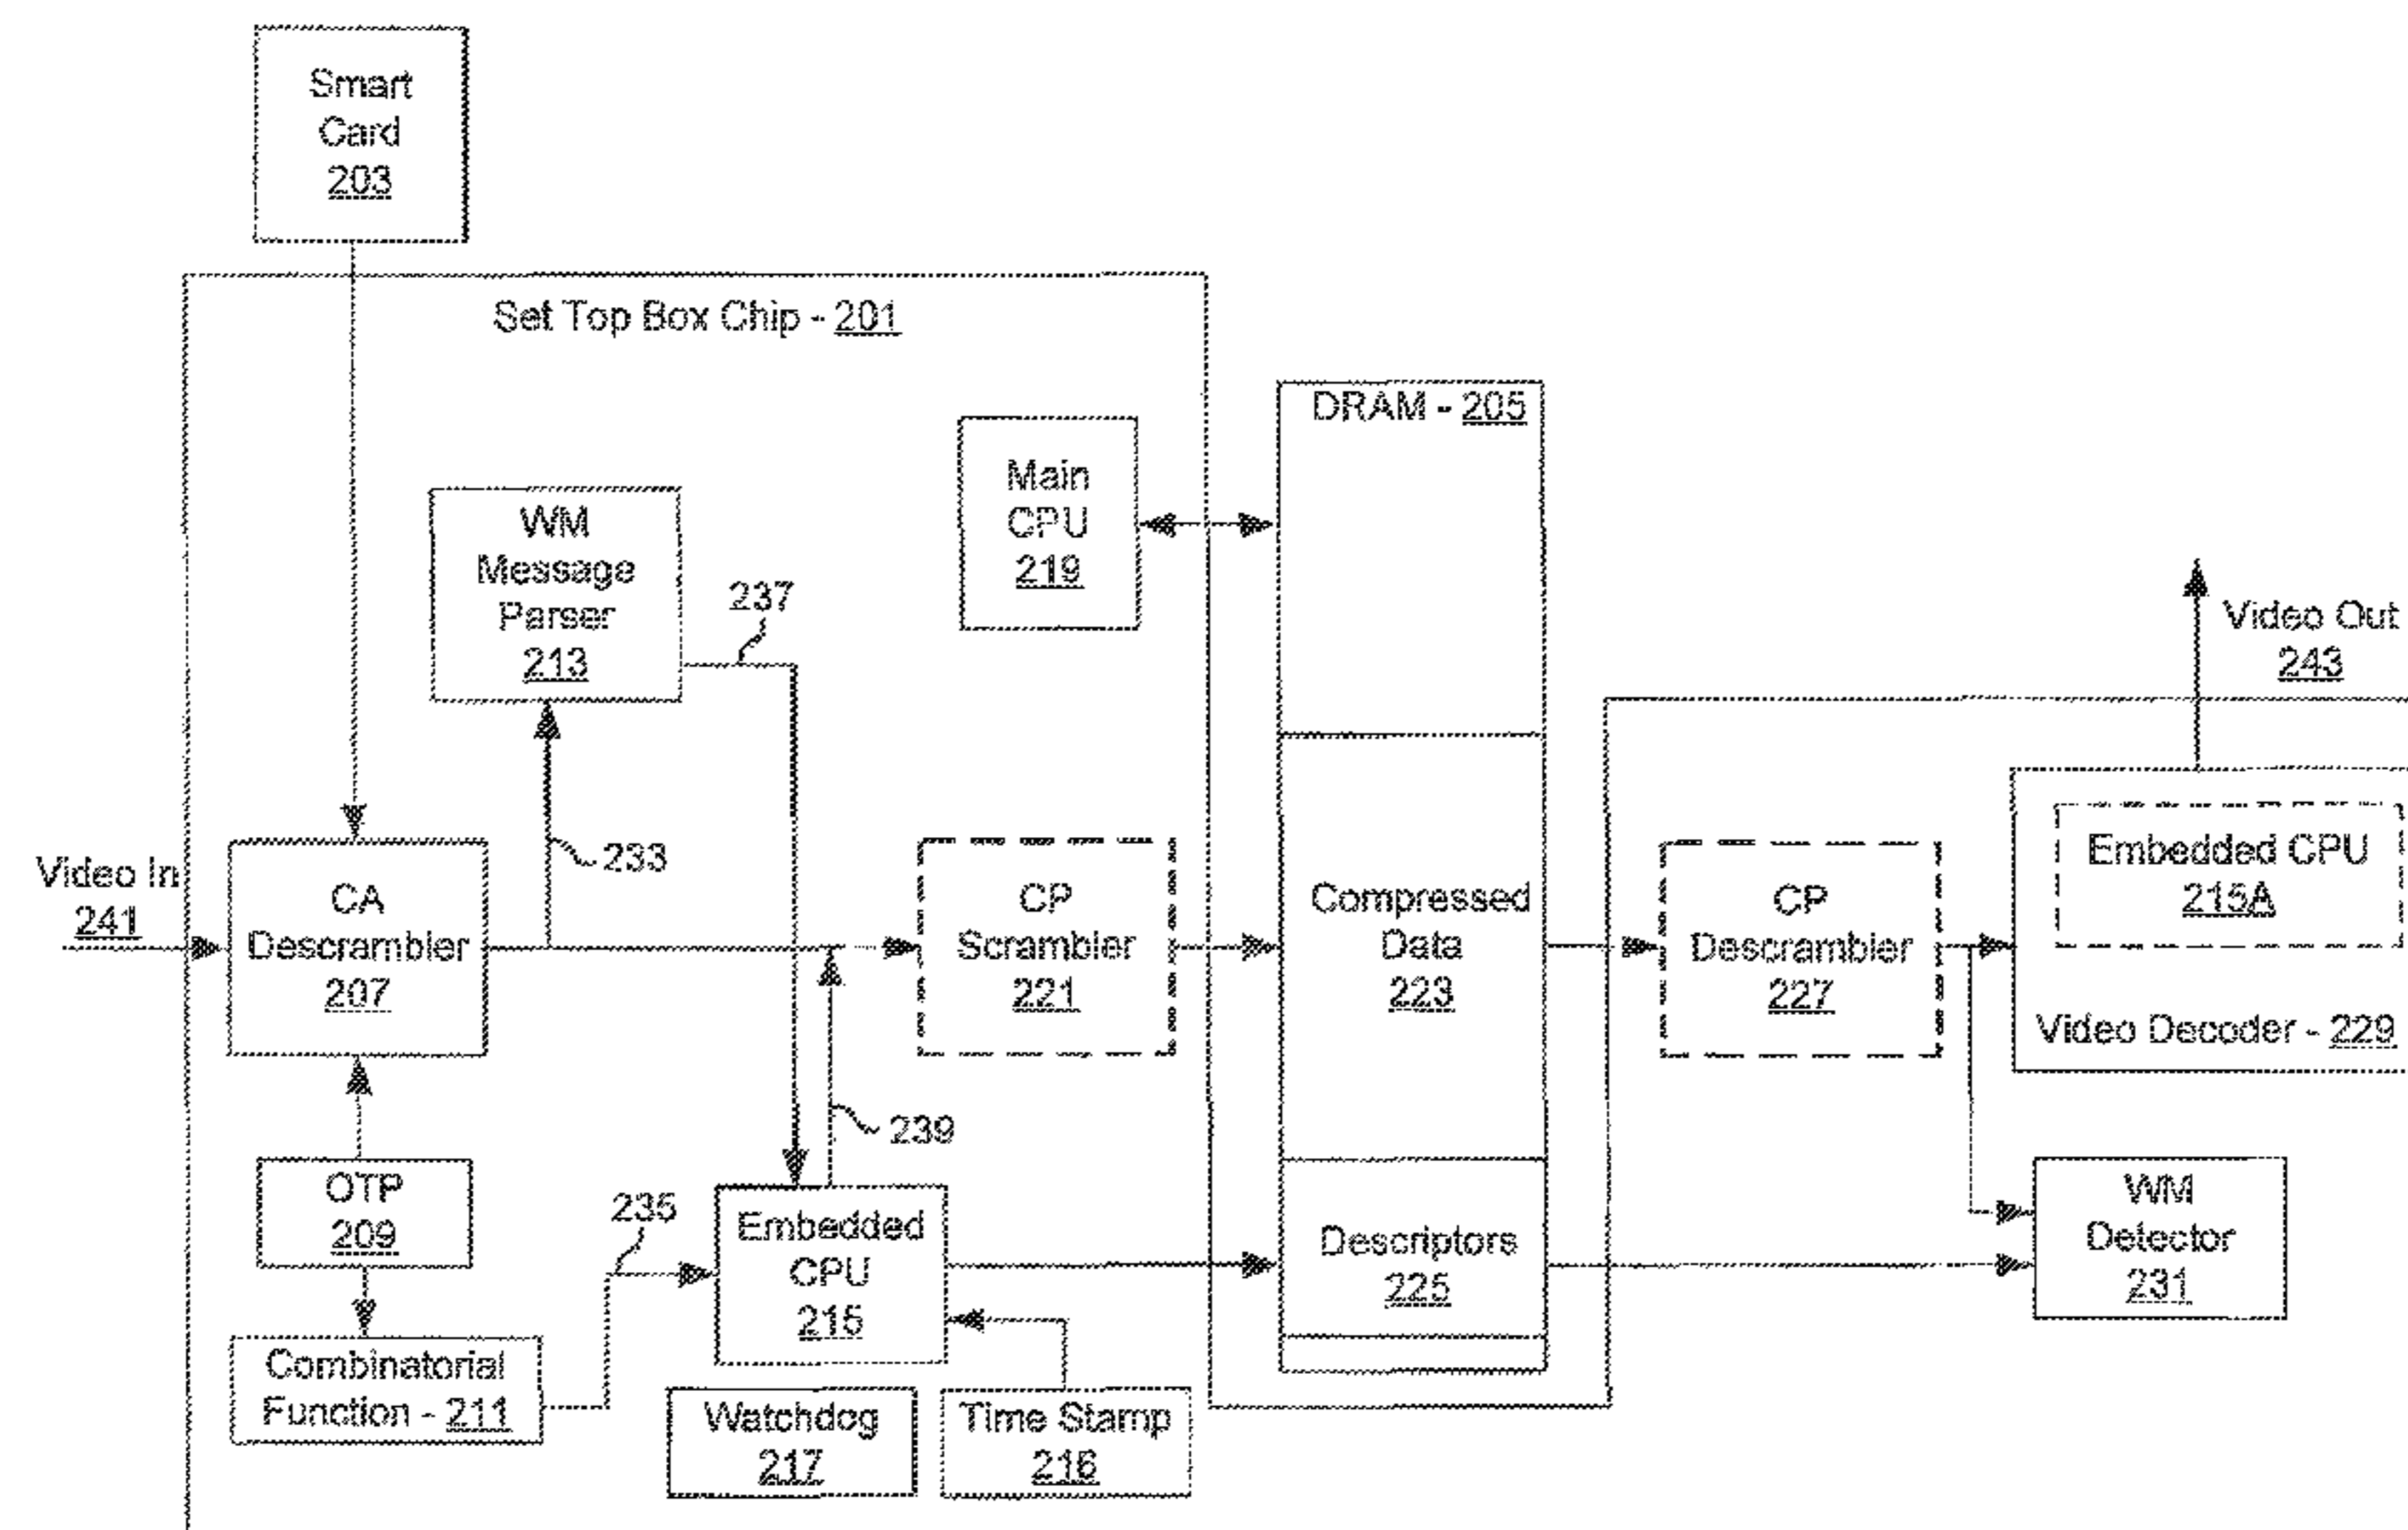 Smart
Card
203
Set Top Box Chip - 201
DRAM - 205
Main
CPU
219
WM
Message
Parser
213
237
Video Out
243
233
Video In
241
CA
Descrambler
207
CP
Scrambler
221
Compressed
Data
223
CP
Descrambler
227
Embedded CPU
215A
Video Decoder - 229
239
OTP
209
235
Embedded
CPU
215
Descriptors
225
WM
Detector
231
Combinatorial
Function - 211
Watchdog
217
Time Stamp
216